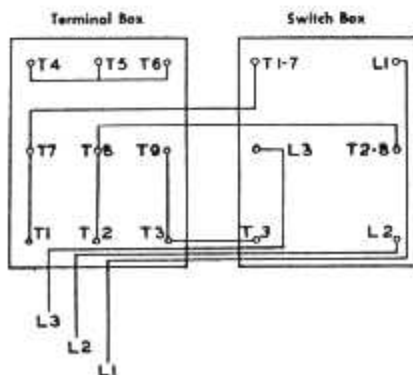 Terminal Box Switch Box
T4 T5 T6 T1-7 L1
T7 T8 T9 L3 T2-8
T1 T2 T3 T3 L2
L3
L2
L1